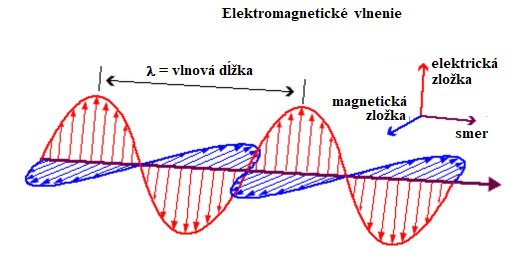 Elektromagnetické vlnenie
λ = vlnová dĺžka
elektrická
zložka
magnetická
zložka
smer